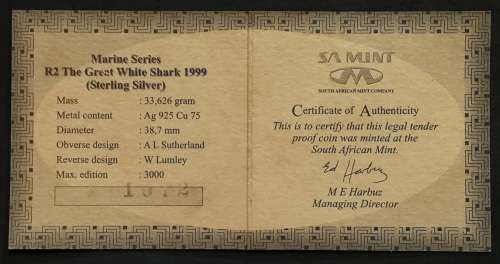 Marine Series
R2 The Great White Shark 1999
(Sterling Silver)
Mass : 33,626 gram
Metal content : Ag 925 Cu 75
Diameter : 38,7 mm
Obverse design : A L Sutherland
Reverse design : W Lumley
Max. edition : 3000
SA MINT
SOUTH AFRICAN MINT COMPANY
Certificate of Authenticity
This is to certify that this legal tender
proof coin was minted at the
South African Mint.
Ed Harbuz
M E Harbuz
Managing Director